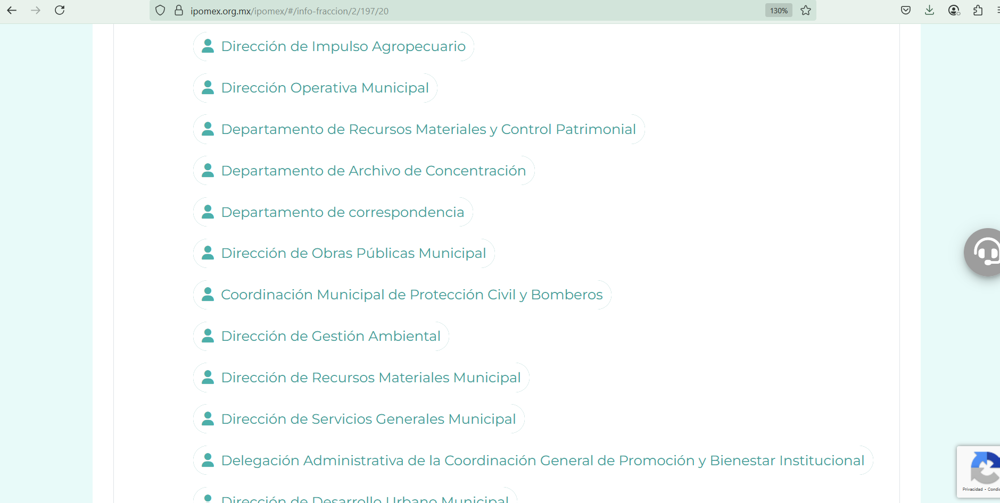 ipomex.org.mx/ipomex/#/info-fraccion/2/197/20
130%
Dirección de Impulso Agropecuario
Dirección Operativa Municipal
Departamento de Recursos Materiales y Control Patrimonial
Departamento de Archivo de Concentración
Departamento de correspondencia
Dirección de Obras Públicas Municipal
Coordinación Municipal de Protección Civil y Bomberos
Dirección de Gestión Ambiental
Dirección de Recursos Materiales Municipal
Dirección de Servicios Generales Municipal
Delegación Administrativa de la Coordinación General de Promoción y Bienestar Institucional
Dirección de Desarrollo Urbano Municipal
Privacidad - Condi